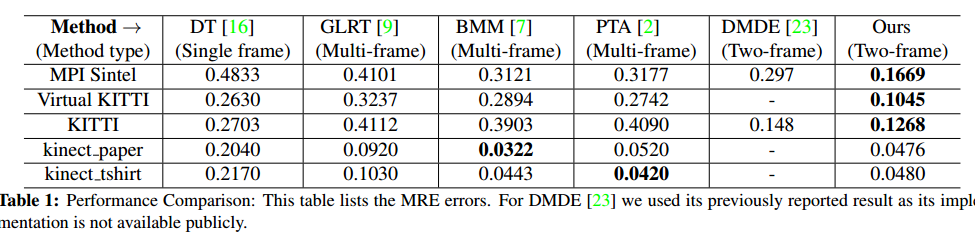 Method → DT [16] GLRT [9] BMM [7] PTA [2] DMDE [23] Ours
(Method type) (Single frame) (Multi-frame) (Multi-frame) (Multi-frame) (Two-frame) (Two-frame)
MPI Sintel 0.4833 0.4101 0.3121 0.3177 0.297 0.1669
Virtual KITTI 0.2630 0.3237 0.2894 0.2742 - 0.1045
KITTI 0.2703 0.4112 0.3903 0.4090 0.148 0.1268
kinect_paper 0.2040 0.0920 0.0322 0.0520 - 0.0476
kinect_tshirt 0.2170 0.1030 0.0443 0.0420 - 0.0480
Table 1: Performance Comparison: This table lists the MRE errors. For DMDE [23] we used its previously reported result as its imple-
mentation is not available publicly.